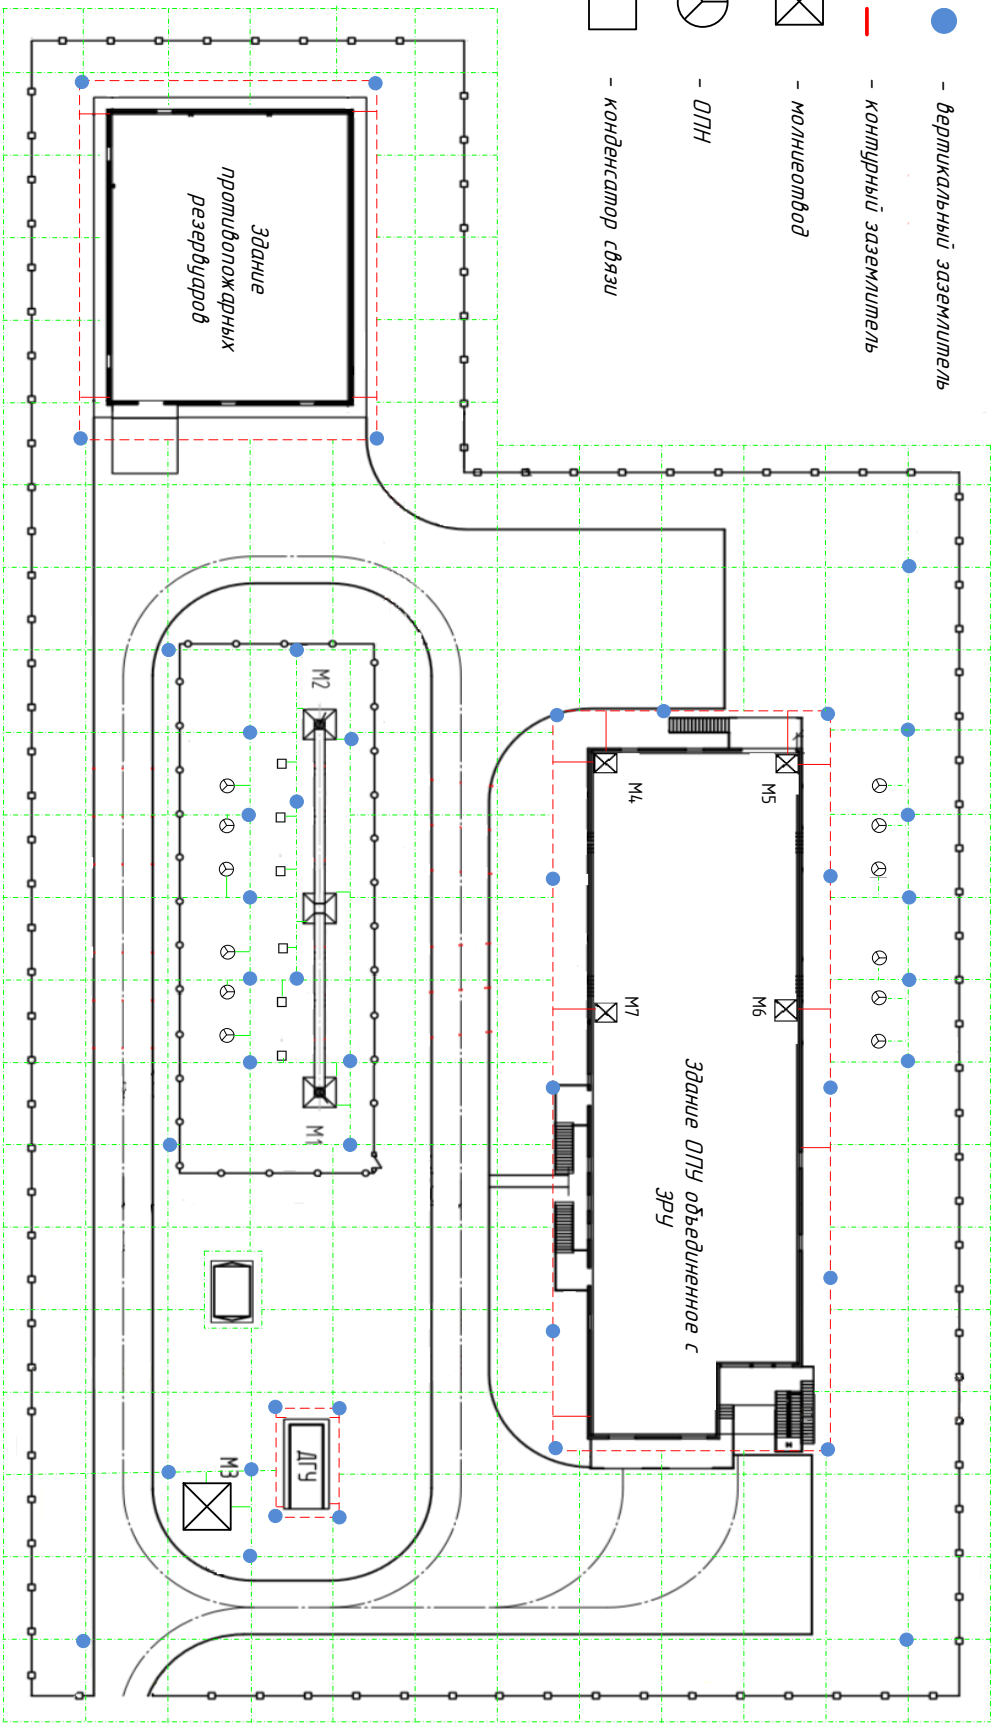 - вертикальный заземлитель
- контурный заземлитель
- молниеотвод
- ОПН
- конденсатор связи
Здание
противопожарных
резервуаров
М2
М5
М4
М6
М7
Здание ОПУ объединенное с
ЗРУ
М1
ДГУ
М3